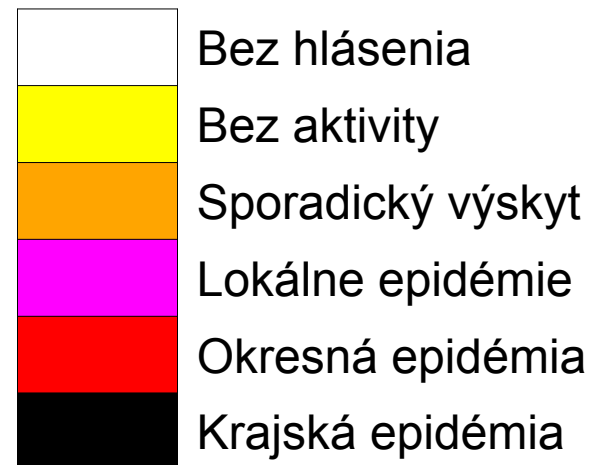 Bez hlásenia
Bez aktivity
Sporadický výskyt
Lokálne epidémie
Okresná epidémia
Krajská epidémia